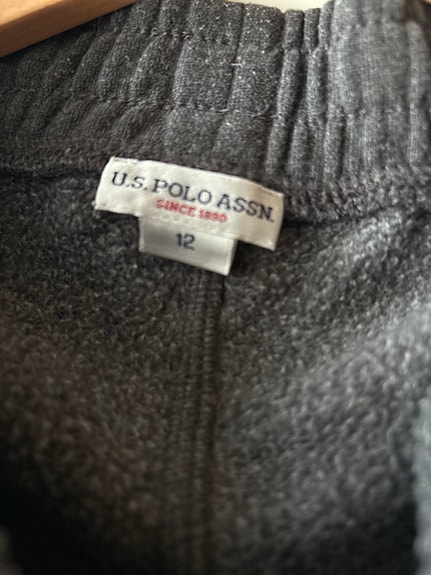 U.S. POLO ASSN.
SINCE 1890
12